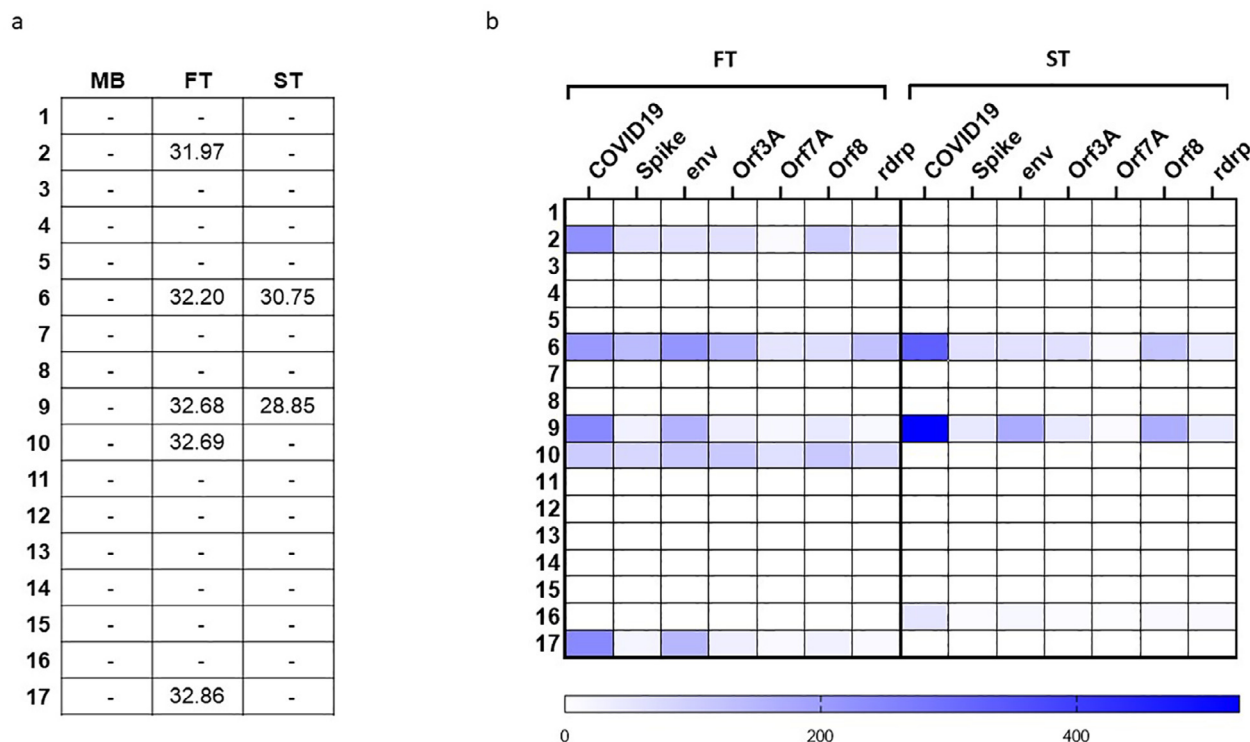 a
MB FT ST
1 - - -
2 - 31.97 -
3 - - -
4 - - -
5 - - -
6 - 32.20 30.75
7 - - -
8 - - -
9 - 32.68 28.85
10 - 32.69 -
11 - - -
12 - - -
13 - - -
14 - - -
15 - - -
16 - - -
17 - 32.86 -
b
FT ST
COVID19 Spike env Orf3A Orf7A Orf8 rdrp COVID19 Spike env Orf3A Orf7A Orf8 rdrp
1
2
3
4
5
6
7
8
9
10
11
12
13
14
15
16
17
0 200 400